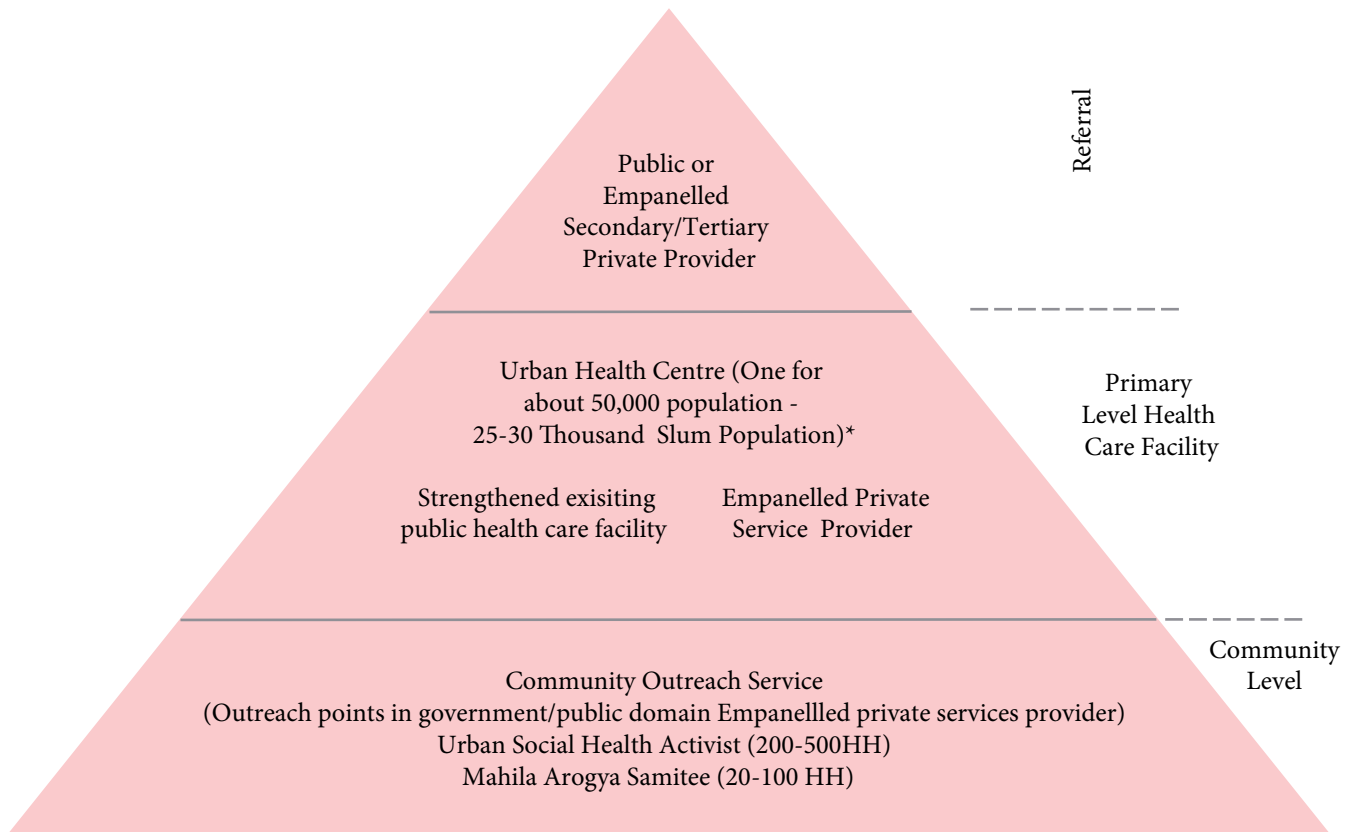 Referral
Public or
Empanelled
Secondary/Tertiary
Private Provider
Urban Health Centre (One for
about 50,000 population -
25-30 Thousand Slum Population)*
Strengthened exisiting
public health care facility
Empanelled Private
Service Provider
Primary
Level Health
Care Facility
Community Outreach Service
(Outreach points in government/public domain Empanellled private services provider)
Urban Social Health Activist (200-500HH)
Mahila Arogya Samitee (20-100 HH)
Community
Level